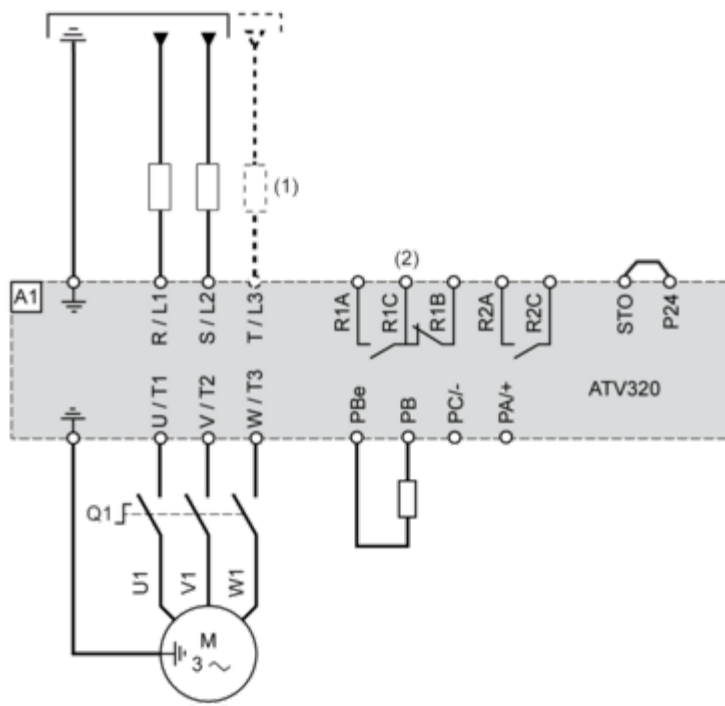 (1)
(2)
A1
R / L1
S / L2
T / L3
R1A
R1C
R1B
R2A
R2C
STO
P24
ATV320
U / T1
V / T2
W / T3
PBe
PB
PC/-
PA/+
Q1
U1
V1
W1
M
3 ~